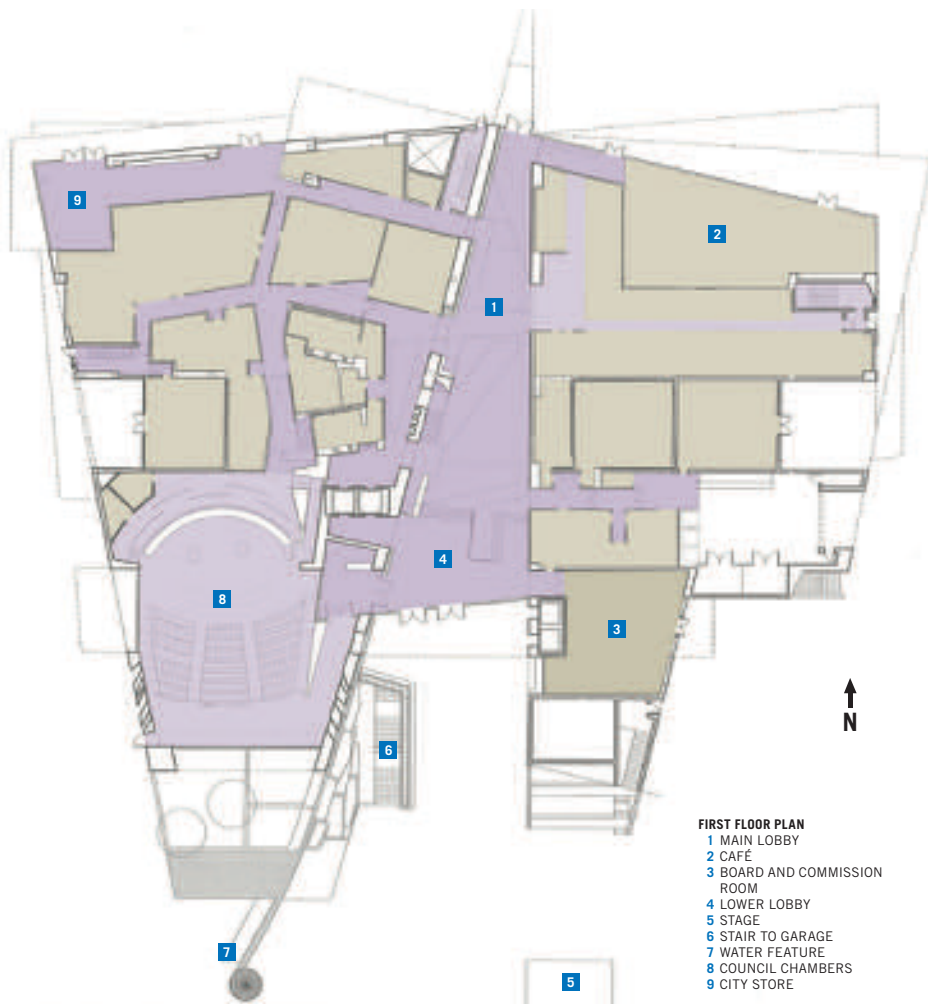 9
2
1
4
8
3
N
6
FIRST FLOOR PLAN
1 MAIN LOBBY
2 CAFÉ
3 BOARD AND COMMISSION
ROOM
4 LOWER LOBBY
5 STAGE
6 STAIR TO GARAGE
7 WATER FEATURE
8 COUNCIL CHAMBERS
9 CITY STORE
7
5